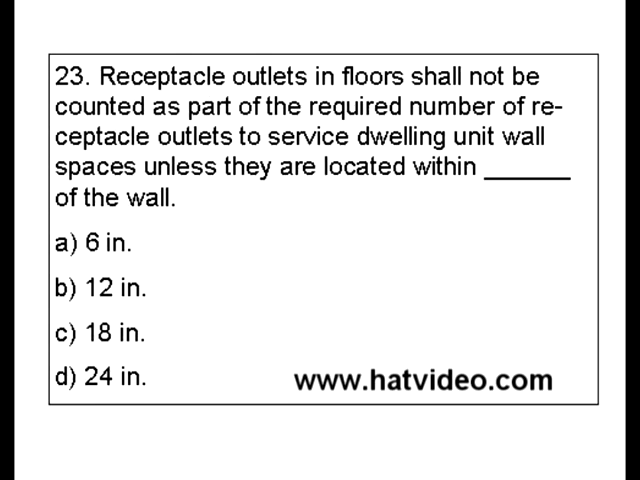 23. Receptacle outlets in floors shall not be
counted as part of the required number of re-
ceptacle outlets to service dwelling unit wall
spaces unless they are located within ______
of the wall.
a) 6 in.
b) 12 in.
c) 18 in.
d) 24 in.
www.hatvideo.com